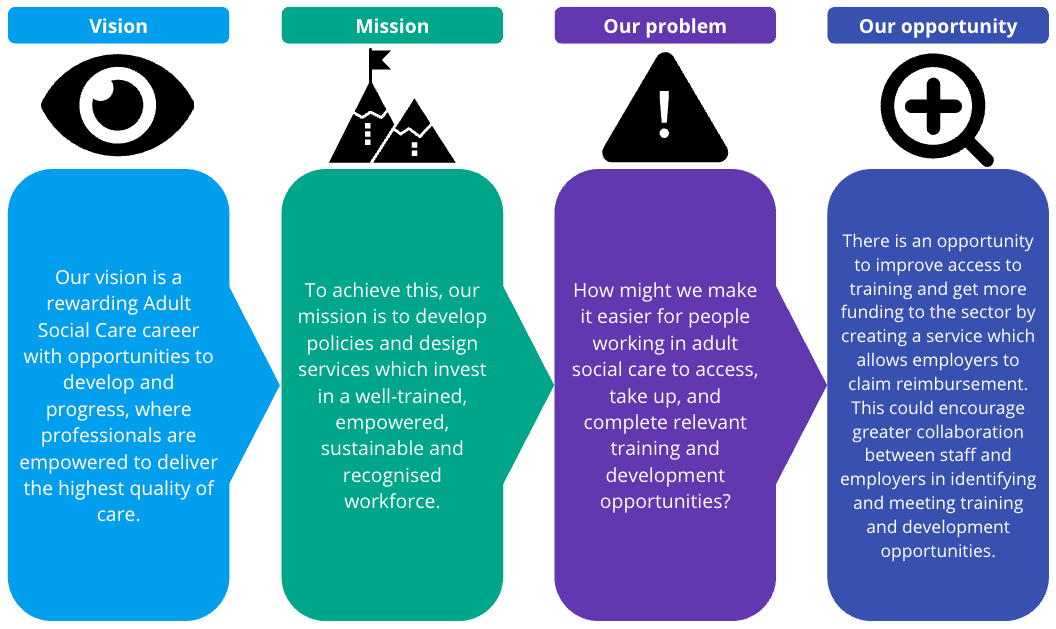 Vision
Our vision is a
rewarding Adult
Social Care career
with opportunities to
develop and
progress, where
professionals are
empowered to deliver
the highest quality of
care.
Mission
To achieve this, our
mission is to develop
policies and design
services which invest
in a well-trained,
empowered,
sustainable and
recognised
workforce.
Our problem
How might we make
it easier for people
working in adult
social care to access,
take up, and
complete relevant
training and
development
opportunities?
Our opportunity
There is an opportunity
to improve access to
training and get more
funding to the sector by
creating a service which
allows employers to
claim reimbursement.
This could encourage
greater collaboration
between staff and
employers in identifying
and meeting training
and development
opportunities.